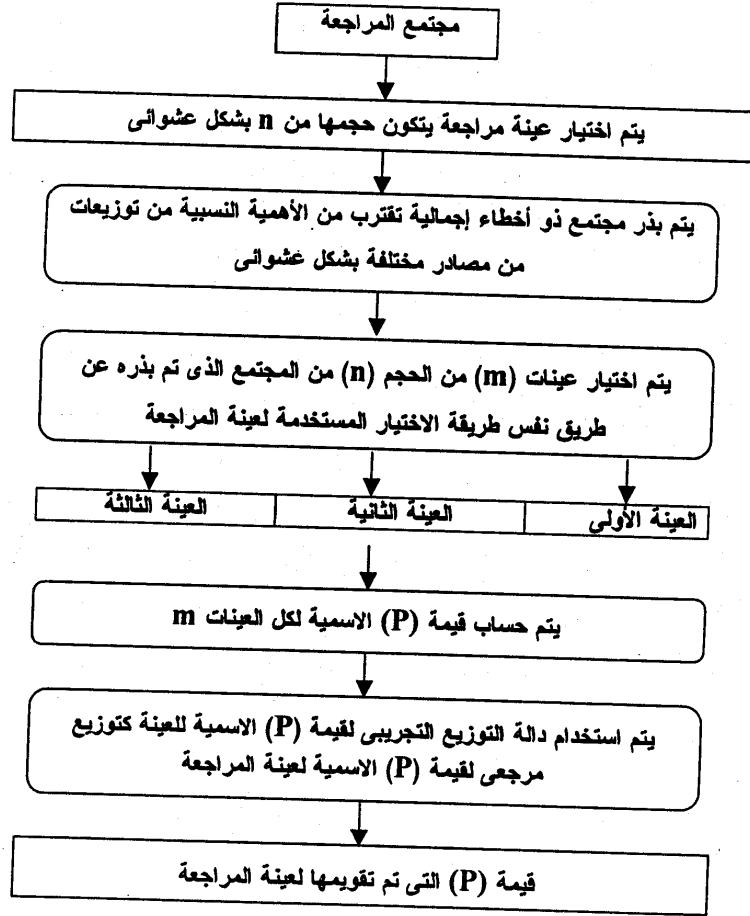 مجتمع المراجعة
يتم اختيار عينة مراجعة يتكون حجمها من n بشكل عشوائى
يتم بذر مجتمع ذو أخطاء إجمالية تقترب من الأهمية النسبية من توزيعات
من مصادر مختلفة بشكل عشوائى
يتم اختيار عينات (m) من الحجم (n) من المجتمع الذى تم بذره عن
طريق نفس طريقة الاختيار المستخدمة لعينة المراجعة
العينة الأولي
العينة الثانية
العينة الثالثة
يتم حساب قيمة (P) الاسمية لكل العينات m
يتم استخدام دالة التوزيع التجريبى لقيمة (P) الاسمية للعينة كتوزيع
مرجعى لقيمة (P) الاسمية لعينة المراجعة
قيمة (P) التى تم تقويمها لعينة المراجعة